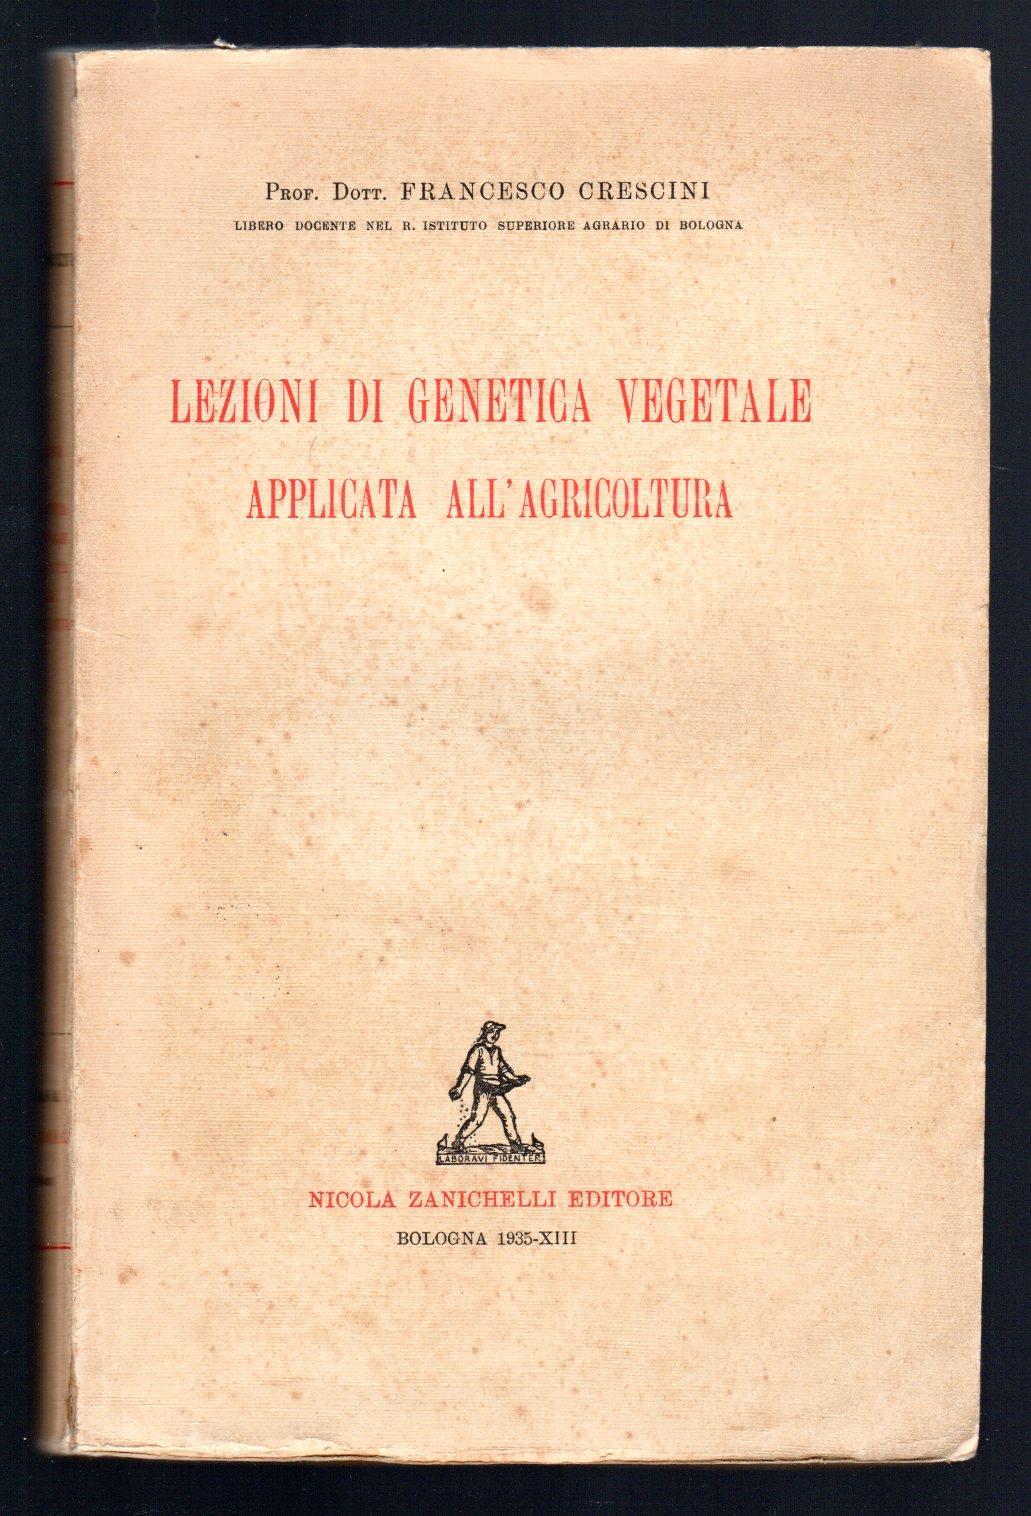 PROF. DOTT. FRANCESCO CRESCINI
LIBERO DOCENTE NEL R. ISTITUTO SUPERIORE AGRARIO DI BOLOGNA
LEZIONI DI GENETICA VEGETALE
APPLICATA ALL'AGRICOLTURA
LABORAVI FIDENTER
NICOLA ZANICHELLI EDITORE
BOLOGNA 1935-XIII